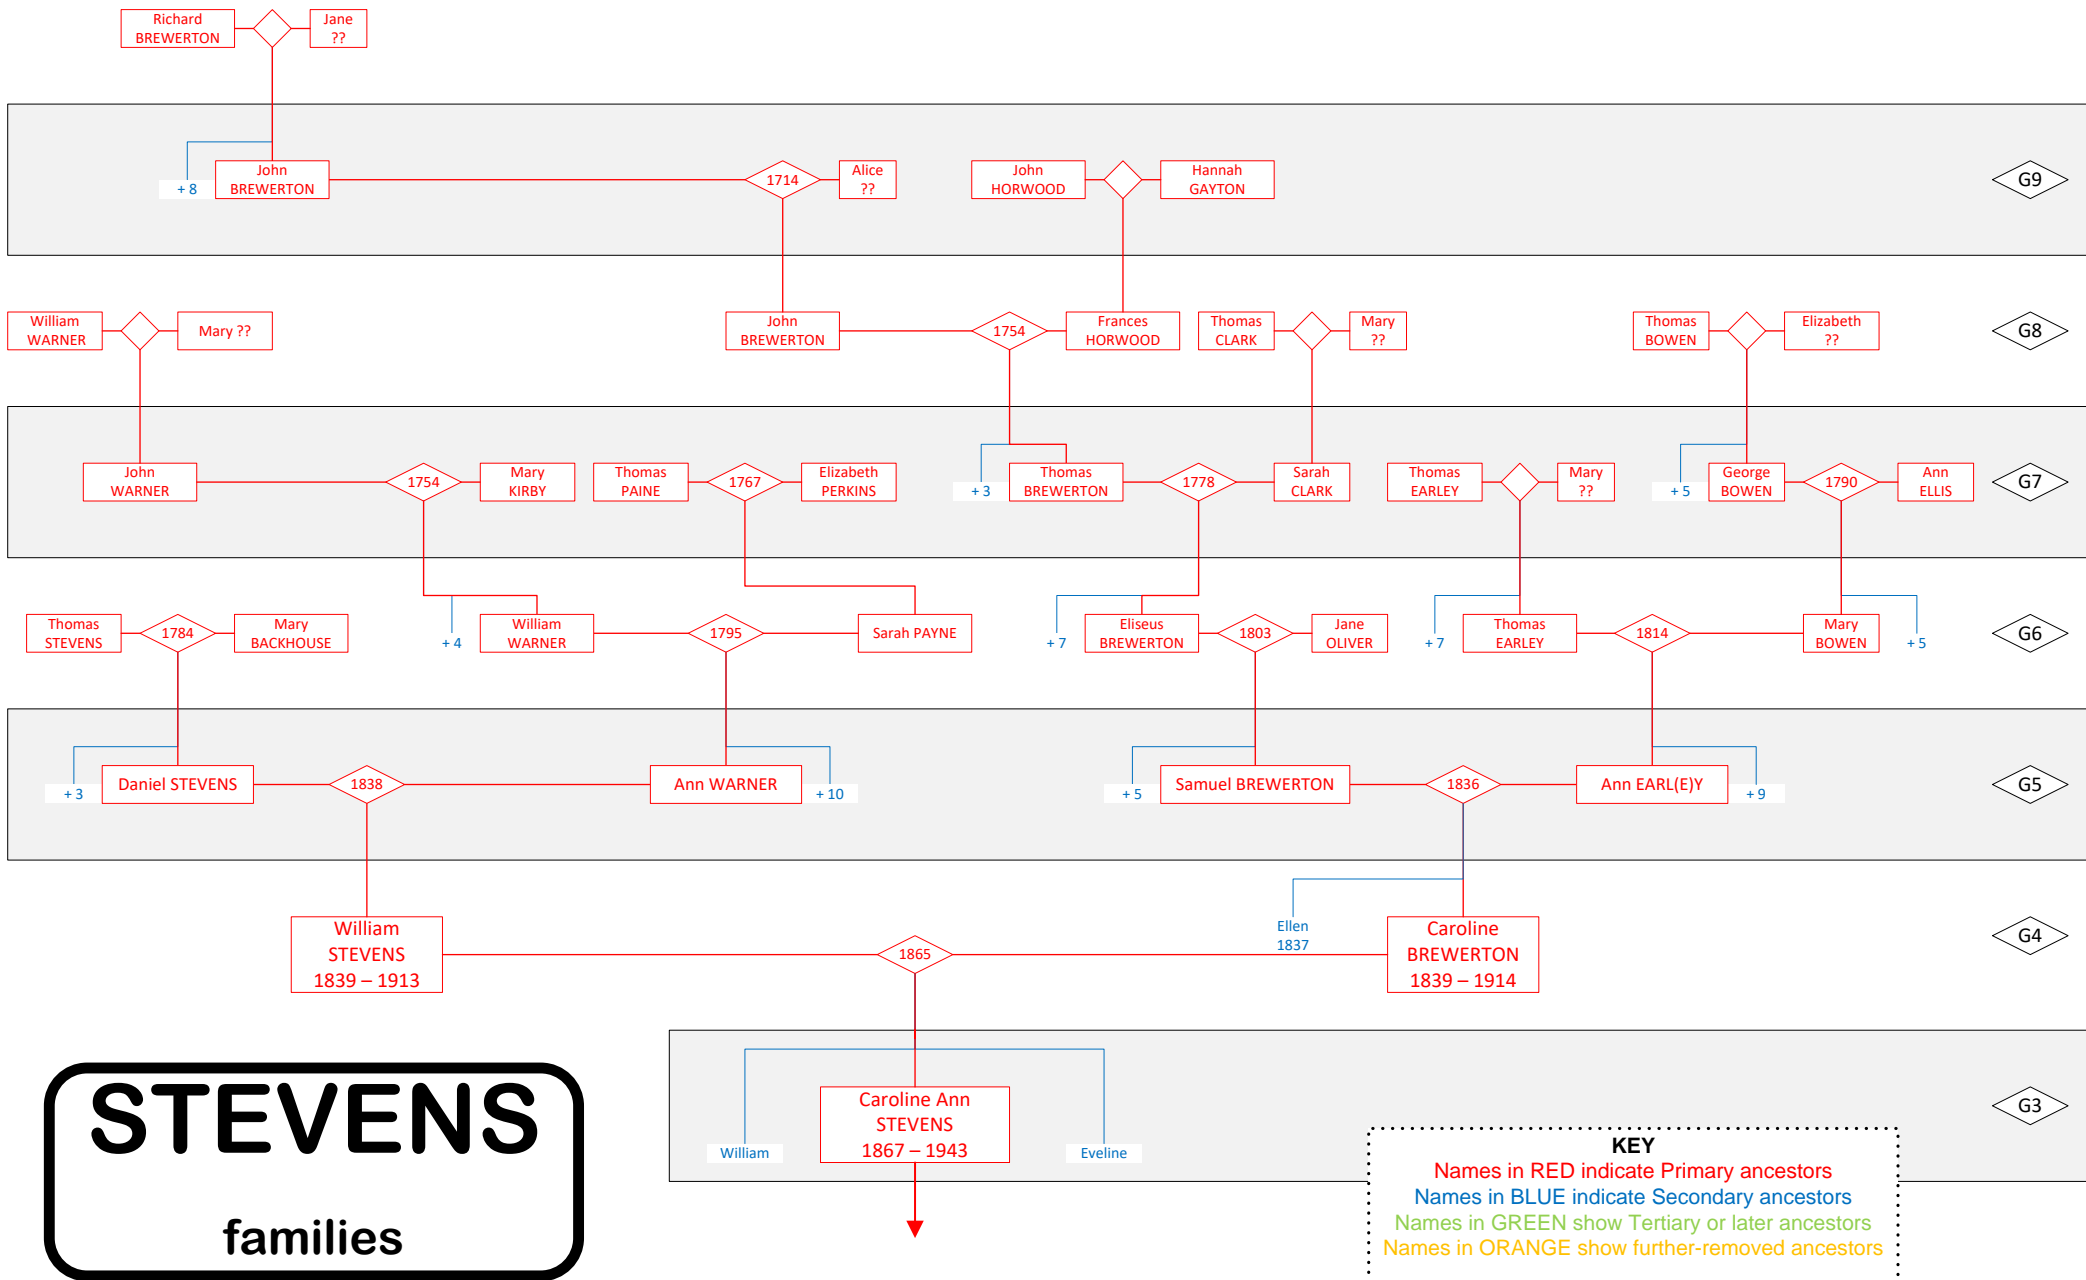 Richard
BREWERTON
Jane
??
+ 8
John
BREWERTON
1714
Alice
??
John
HORWOOD
Hannah
GAYTON
G9
William
WARNER
Mary ??
John
BREWERTON
1754
Frances
HORWOOD
Thomas
CLARK
Mary
??
Thomas
BOWEN
Elizabeth
??
G8
John
WARNER
1754
Mary
KIRBY
Thomas
PAINE
1767
Elizabeth
PERKINS
+ 3
Thomas
BREWERTON
1778
Sarah
CLARK
Thomas
EARLEY
Mary
??
+ 5
George
BOWEN
1790
Ann
ELLIS
G7
Thomas
STEVENS
1784
Mary
BACKHOUSE
+ 4
William
WARNER
1795
Sarah PAYNE
+ 7
Eliseus
BREWERTON
1803
Jane
OLIVER
+ 7
Thomas
EARLEY
1814
Mary
BOWEN
+ 5
G6
+ 3
Daniel STEVENS
1838
Ann WARNER
+ 10
+ 5
Samuel BREWERTON
1836
Ann EARL(E)Y
+ 9
G5
William
STEVENS
1839 – 1913
1865
Ellen
1837
Caroline
BREWERTON
1839 – 1914
G4
William
Caroline Ann
STEVENS
1867 – 1943
Eveline
G3
STEVENS
families
KEY
Names in RED indicate Primary ancestors
Names in BLUE indicate Secondary ancestors
Names in GREEN show Tertiary or later ancestors
Names in ORANGE show further-removed ancestors